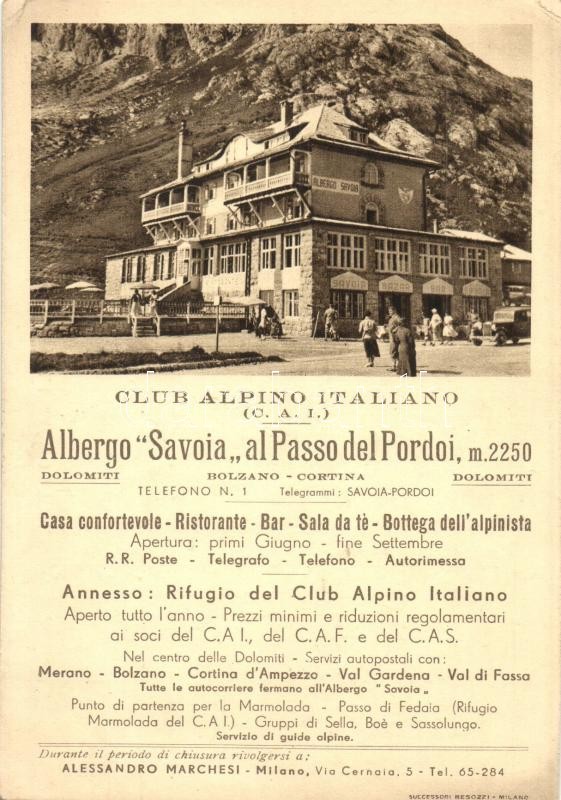 ALBERGO SAVOIA
SAVOIA BAZAR BAR
CLUB ALPINO ITALIANO
(C. A. I.)
Albergo "Savoia„ al Passo del Pordoi, m. 2250
DOLOMITI BOLZANO - CORTINA DOLOMITI
TELEFONO N. 1 Telegrammi: SAVOIA-PORDOI
Casa confortevole - Ristorante - Bar - Sala da tè - Bottega dell'alpinista
Apertura: primi Giugno - fine Settembre
R.R. Poste - Telegrafo - Telefono - Autorimessa
Annesso: Rifugio del Club Alpino Italiano
Aperto tutto l'anno - Prezzi minimi e riduzioni regolamentari
ai soci del C.A I., del C.A.F. e del C.A.S.
Nel centro delle Dolomiti - Servizi autopostali con:
Merano - Bolzano - Cortina d'Ampezzo - Val Gardena - Val di Fassa
Tutte le autocorriere fermano all'Albergo "Savoia„
Punto di partenza per la Marmolada - Passo di Fedaia (Rifugio
Marmolada del C.A I.) - Gruppi di Sella, Boè e Sassolungo.
Servizio di guide alpine.
Durante il periodo di chiusura rivolgersi a:
ALESSANDRO MARCHESI - Milano, Via Cernaia, 5 - Tel. 65-284
SUCCESSORI BESOZZI - MILANO